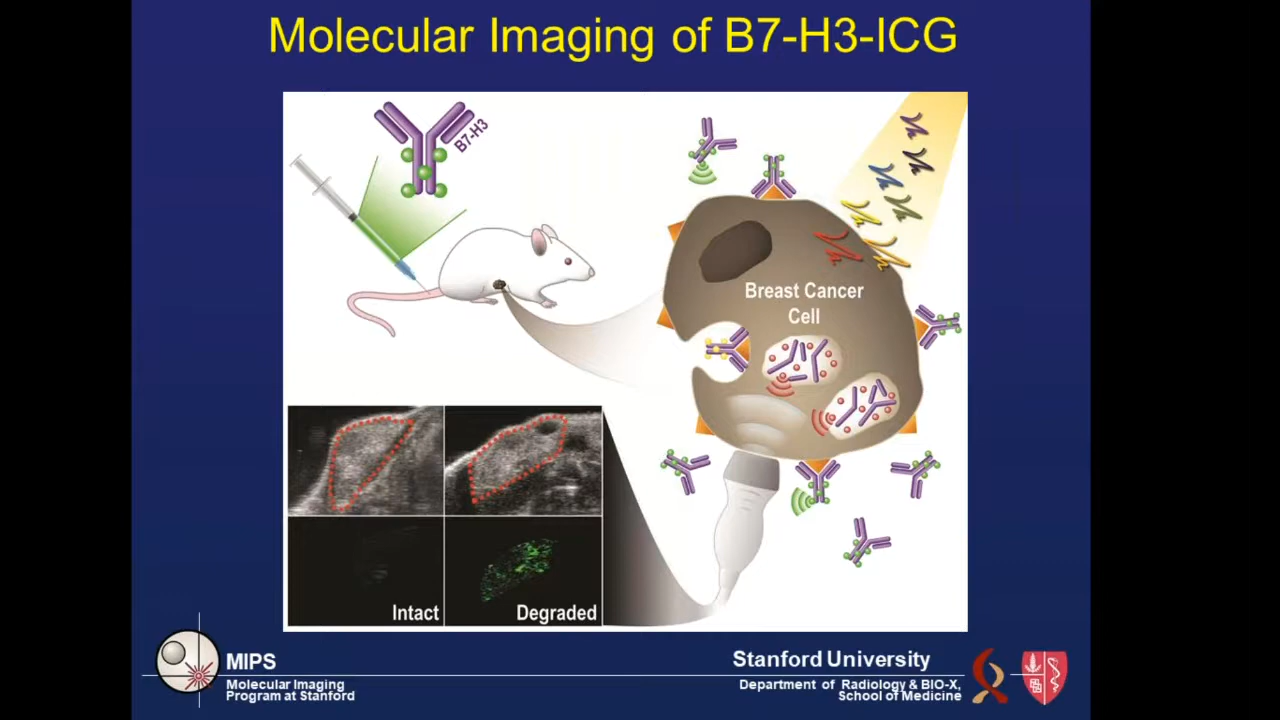 Molecular Imaging of B7-H3-ICG
B7-H3
Breast Cancer
Cell
Intact
Degraded
MIPS
Molecular Imaging
Program at Stanford
Stanford University
Department of Radiology & BIO-X,
School of Medicine